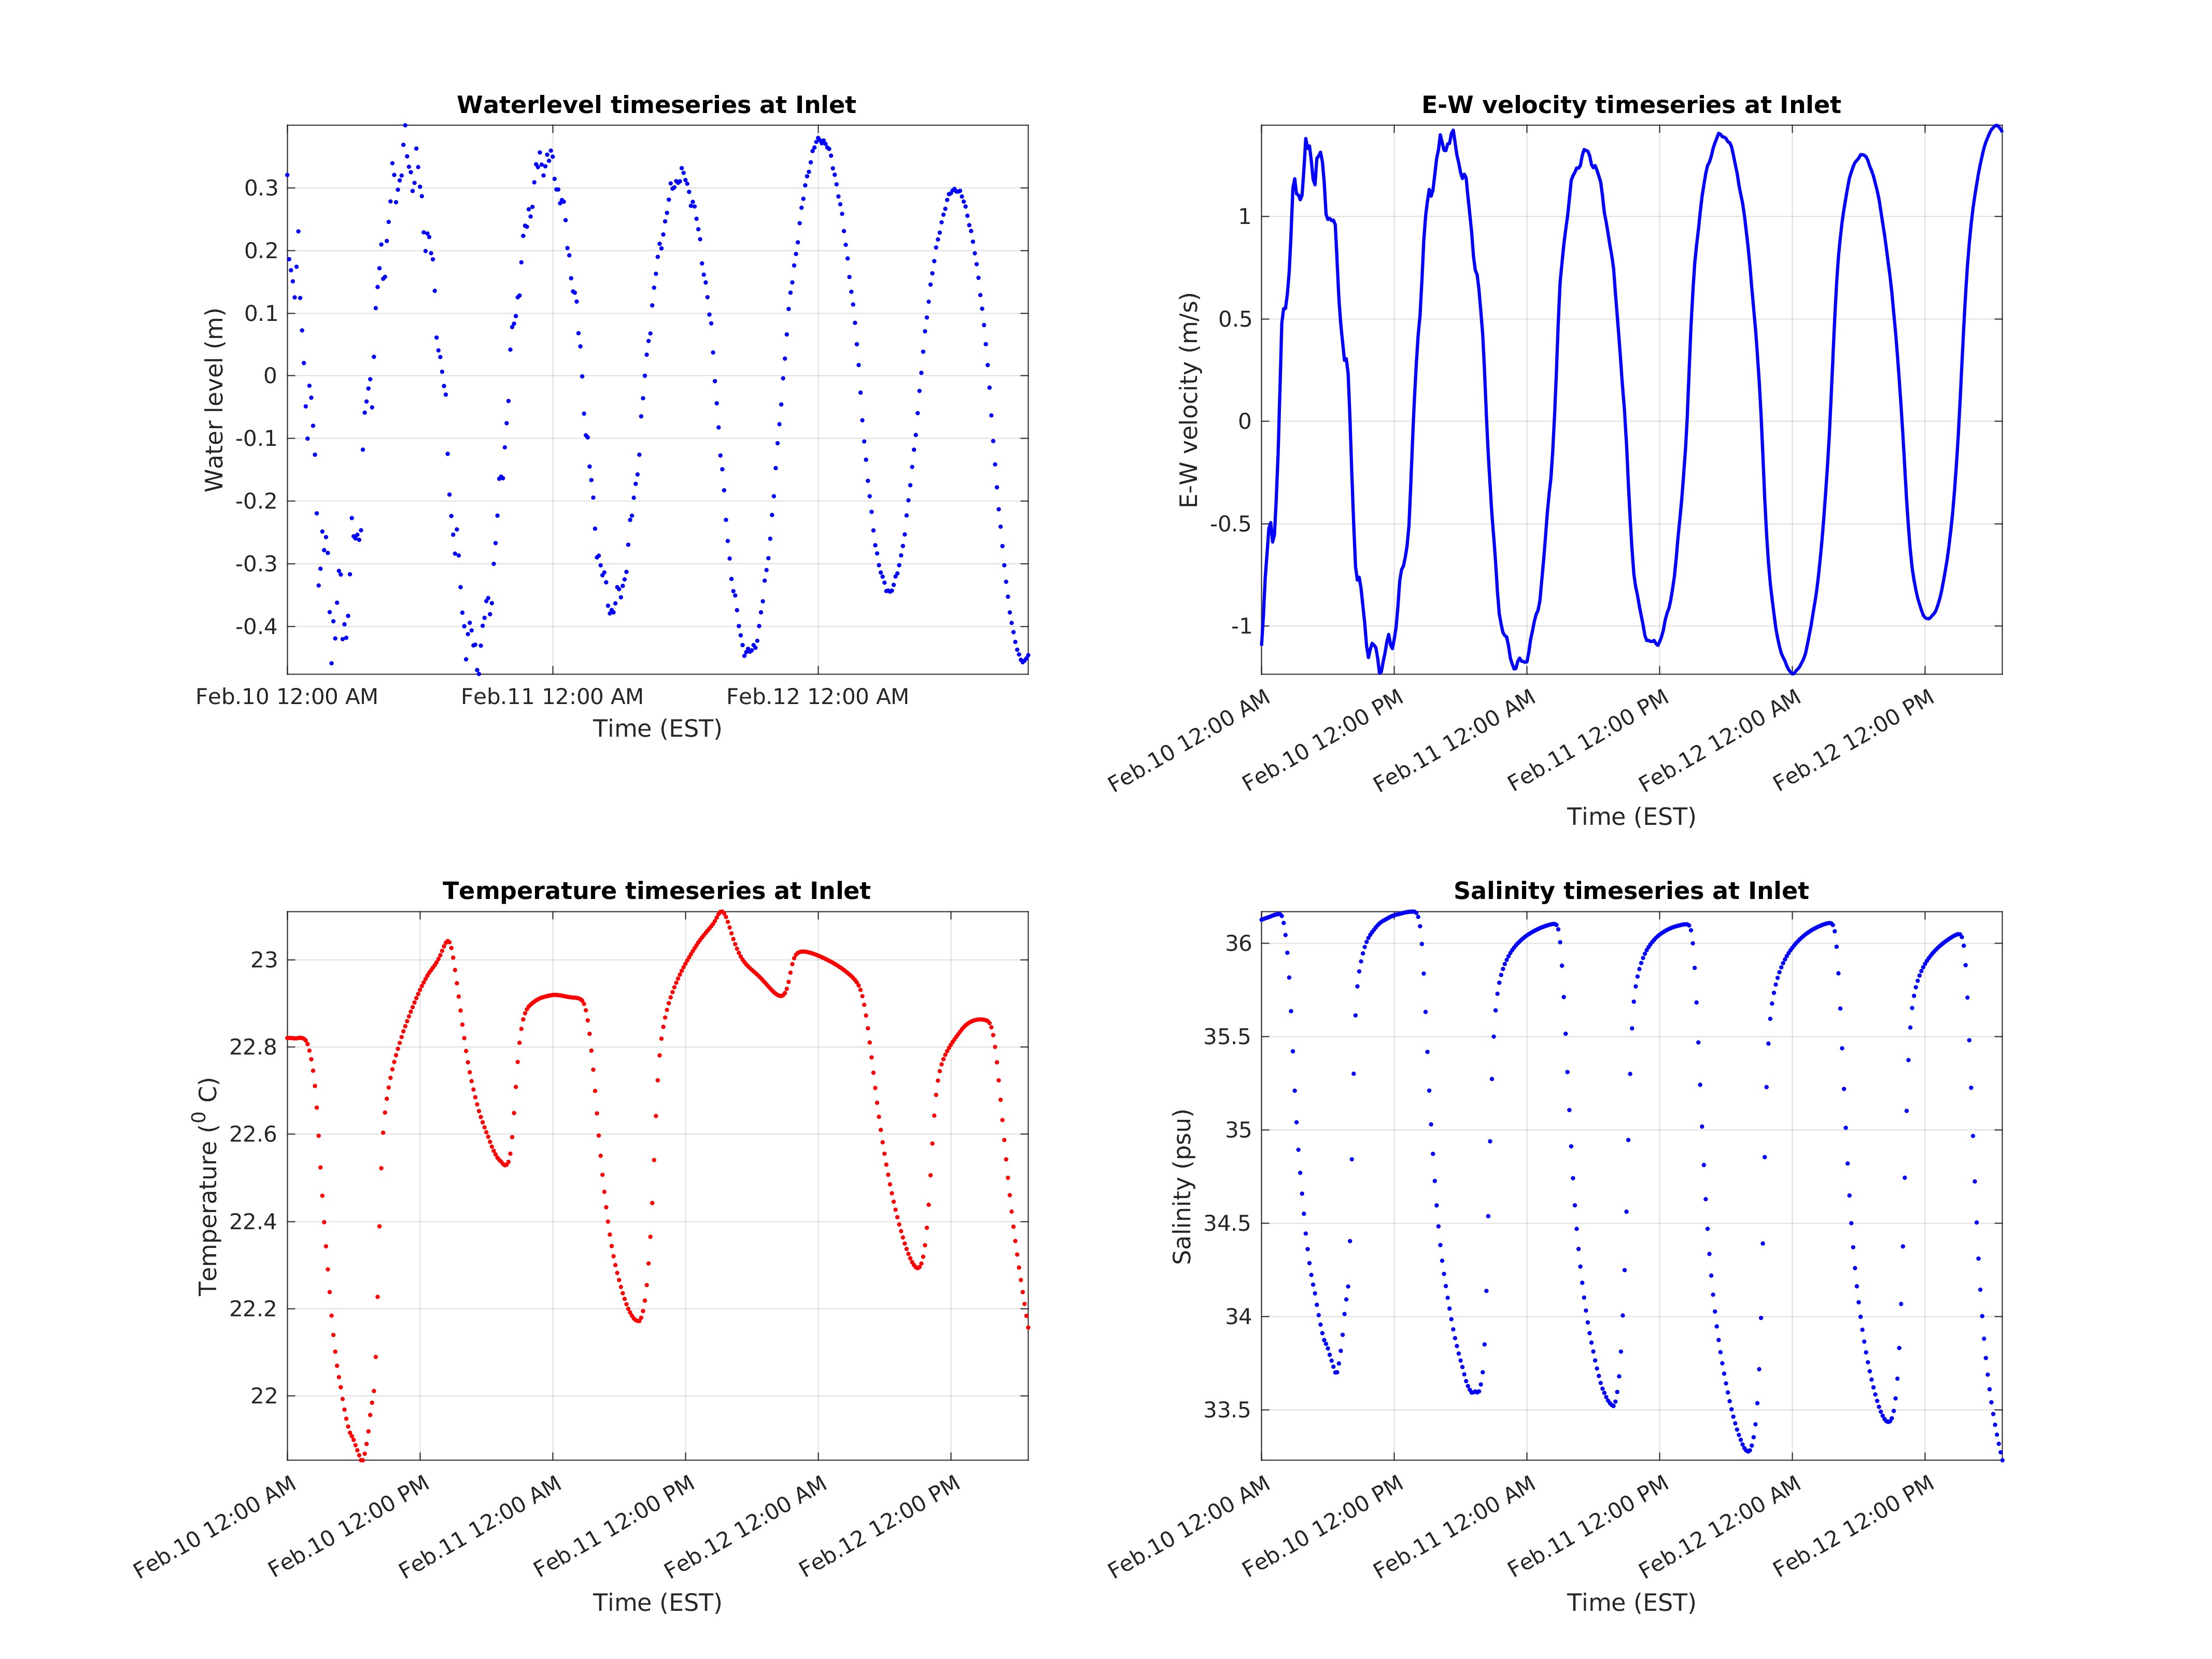 Waterlevel timeseries at Inlet
Water level (m)
0.3
0.2
0.1
0
-0.1
-0.2
-0.3
-0.4
Feb.10 12:00 AM
Feb.11 12:00 AM
Feb.12 12:00 AM
Time (EST)
E-W velocity timeseries at Inlet
E-W velocity (m/s)
1
0.5
0
-0.5
-1
Feb.10 12:00 AM
Feb.10 12:00 PM
Feb.11 12:00 AM
Feb.11 12:00 PM
Feb.12 12:00 AM
Feb.12 12:00 PM
Time (EST)
Temperature timeseries at Inlet
Temperature (⁰ C)
23
22.8
22.6
22.4
22.2
22
Feb.10 12:00 AM
Feb.10 12:00 PM
Feb.11 12:00 AM
Feb.11 12:00 PM
Feb.12 12:00 AM
Feb.12 12:00 PM
Time (EST)
Salinity timeseries at Inlet
Salinity (psu)
36
35.5
35
34.5
34
33.5
Feb.10 12:00 AM
Feb.10 12:00 PM
Feb.11 12:00 AM
Feb.11 12:00 PM
Feb.12 12:00 AM
Feb.12 12:00 PM
Time (EST)